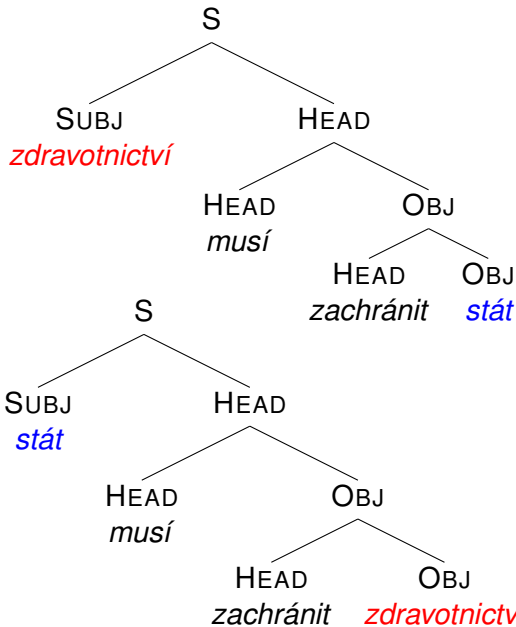 S
SUBJ HEAD
zdravotnictví
HEAD OBJ
musí
HEAD OBJ
zachránit stát
S
SUBJ HEAD
stát
HEAD OBJ
musí
HEAD OBJ
zachránit zdravotnictv